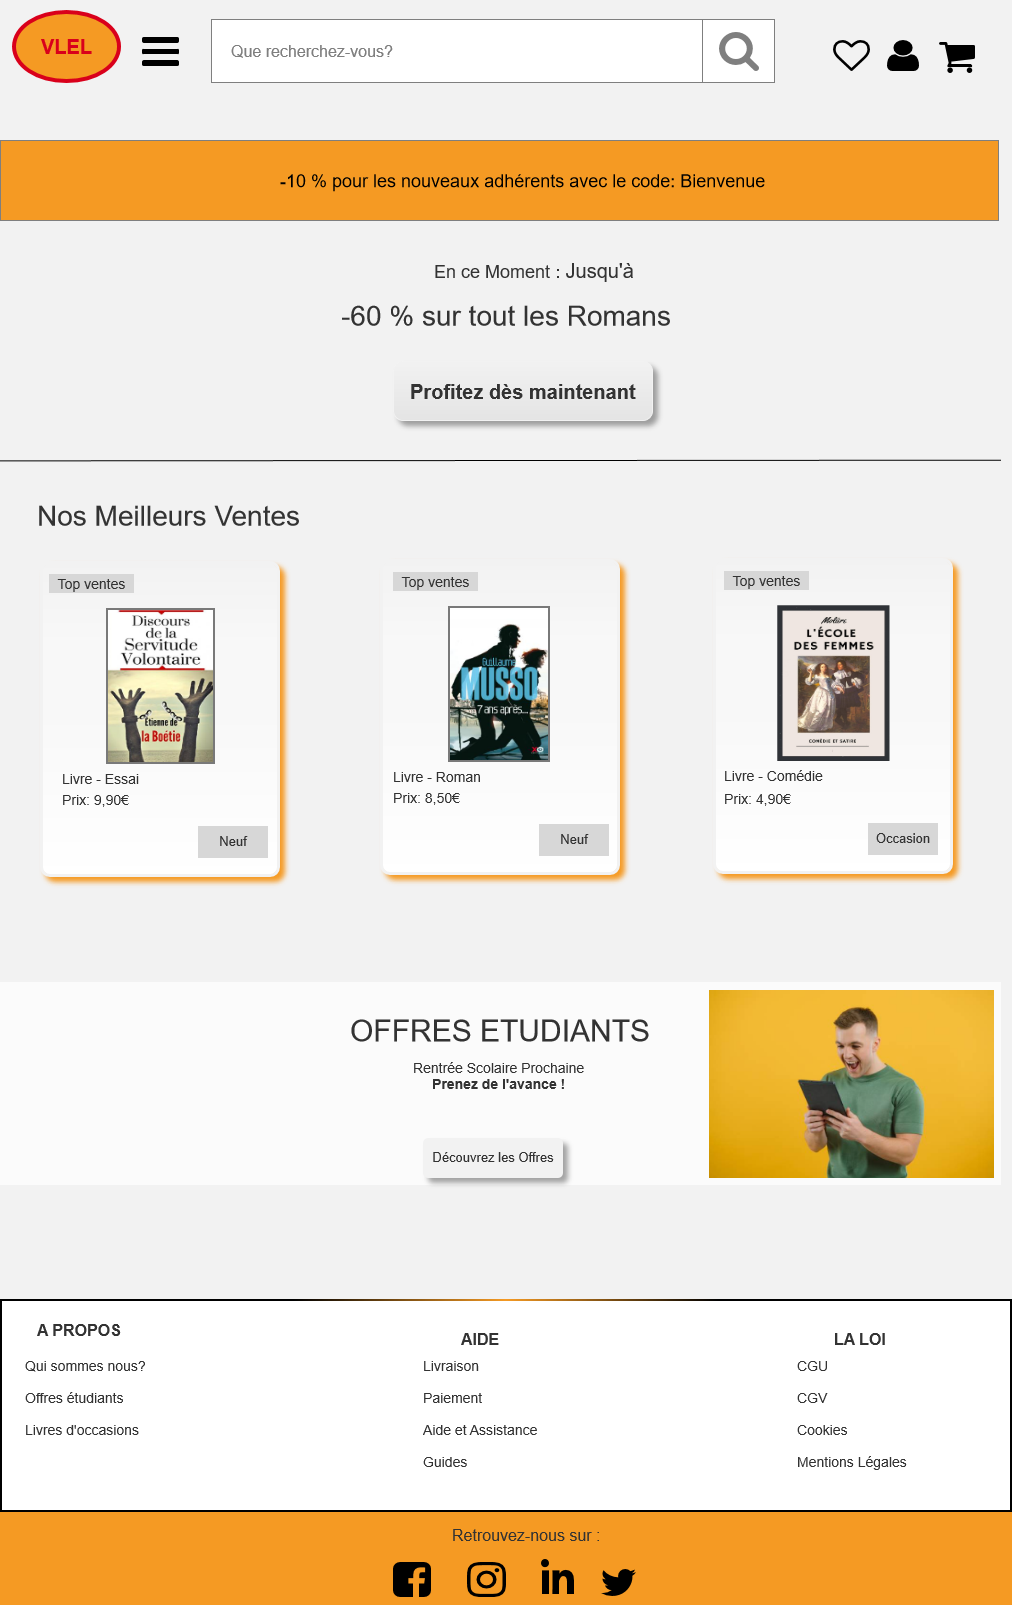 VLEL
Que recherchez-vous?
-10 % pour les nouveaux adhérents avec le code: Bienvenue
En ce Moment : Jusqu'à
-60 % sur tout les Romans
Profitez dès maintenant
Nos Meilleurs Ventes
Top ventes
Discours
de la
Servitude
Volontaire
Étienne de
la Boétie
Livre - Essai
Prix: 9,90€
Neuf
Top ventes
Guillaume
MUSSO
7 ans après...
XO
Livre - Roman
Prix: 8,50€
Neuf
Top ventes
Molière
L'ÉCOLE
DES FEMMES
COMÉDIE ET SATIRE
Livre - Comédie
Prix: 4,90€
Occasion
OFFRES ETUDIANTS
Rentrée Scolaire Prochaine
Prenez de l'avance !
Découvrez les Offres
A PROPOS
Qui sommes nous?
Offres étudiants
Livres d'occasions
AIDE
Livraison
Paiement
Aide et Assistance
Guides
LA LOI
CGU
CGV
Cookies
Mentions Légales
Retrouvez-nous sur :